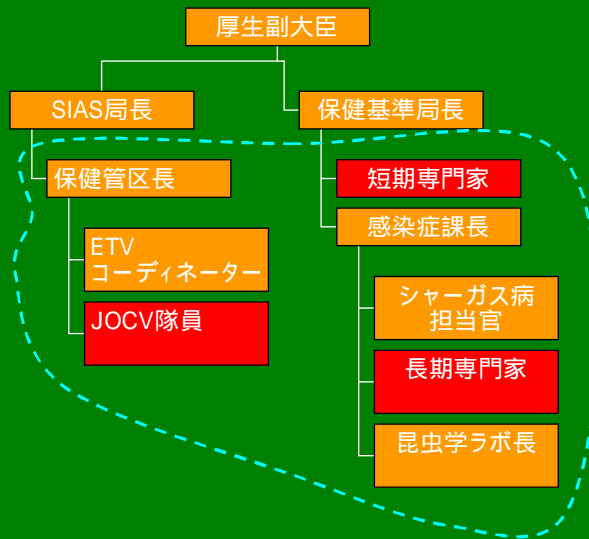 厚生副大臣
SIAS局長
保健基準局長
保健管区長
短期専門家
ETV
コーディネーター
感染症課長
JOCV隊員
シャーガス病
担当官
長期専門家
昆虫学ラボ長